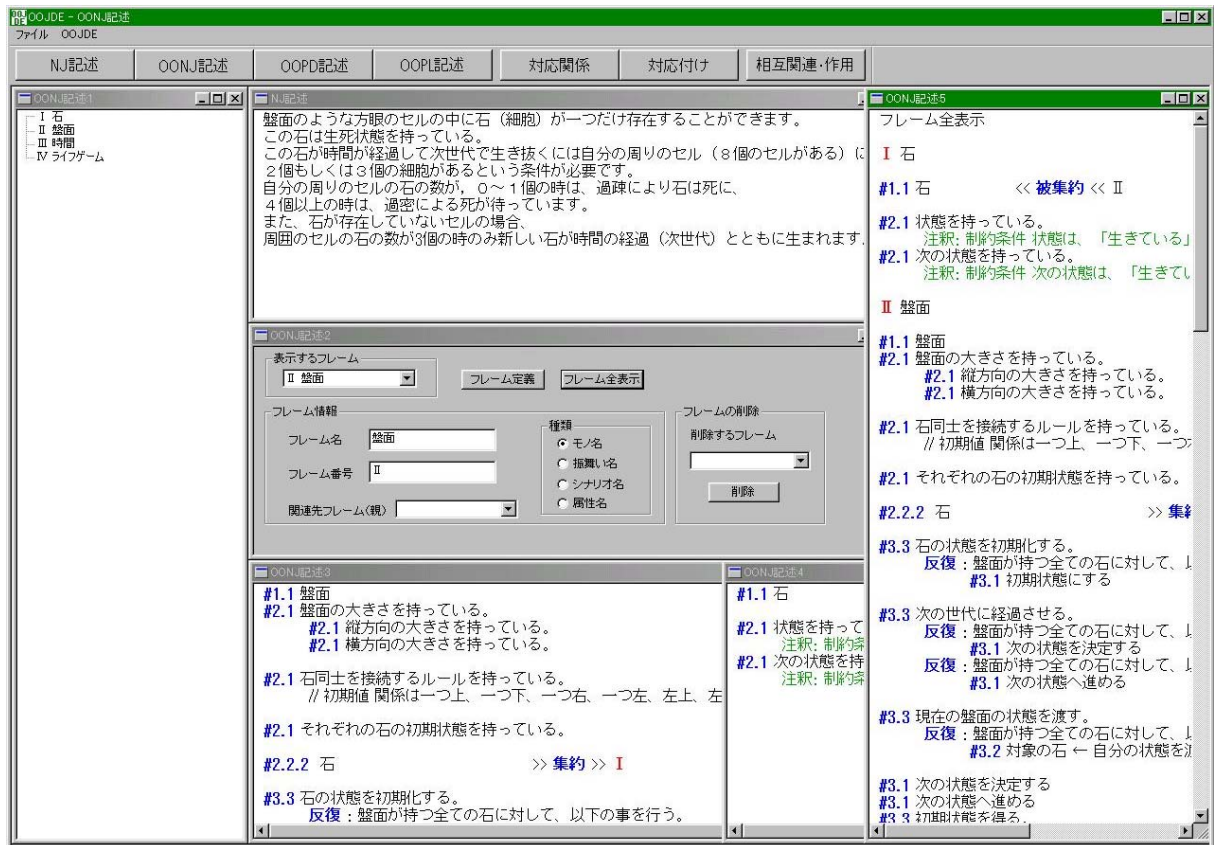 OOJDE - OONJ記述
ファイル OOJDE
NJ記述 OONJ記述 OOPD記述 OOPL記述 対応関係 対応付け 相互関連・作用
OONJ記述1
Ⅰ 石
Ⅱ 盤面
Ⅲ 時間
Ⅳ ライフゲーム
NJ記述
盤面のような方眼のセルの中に石（細胞）が一つだけ存在することができます。
この石は生死状態を持っている。
この石が時間が経過して次世代で生き抜くには自分の周りのセル（８個のセルがある）に
２個もしくは３個の細胞があるという条件が必要です。
自分の周りのセルの石の数が，０～１個の時は、過疎により石は死に、
４個以上の時は、過密による死が待っています。
また、石が存在していないセルの場合、
周囲のセルの石の数が3個の時のみ新しい石が時間の経過（次世代）とともに生まれます.
OONJ記述2
表示するフレーム
Ⅱ 盤面
フレーム定義 フレーム全表示
フレーム情報
フレーム名 盤面
フレーム番号 Ⅱ
関連先フレーム(親)
種類
モノ名
振舞い名
シナリオ名
属性名
フレームの削除
削除するフレーム
削除
OONJ記述3
#1.1 盤面
#2.1 盤面の大きさを持っている。
#2.1 縦方向の大きさを持っている。
#2.1 横方向の大きさを持っている。
#2.1 石同士を接続するルールを持っている。
// 初期値 関係は一つ上、一つ下、一つ右、一つ左、左上、左
#2.1 それぞれの石の初期状態を持っている。
#2.2.2 石 >> 集約 >> Ⅰ
#3.3 石の状態を初期化する。
反復：盤面が持つ全ての石に対して、以下の事を行う。
OONJ記述4
#1.1 石
#2.1 状態を持って
注釈: 制約条
#2.1 次の状態を持
注釈: 制約条
OONJ記述5
フレーム全表示
Ⅰ 石
#1.1 石 << 被集約 << Ⅱ
#2.1 状態を持っている。
注釈: 制約条件 状態は、「生きている」
#2.1 次の状態を持っている。
注釈: 制約条件 次の状態は、「生きてい
Ⅱ 盤面
#1.1 盤面
#2.1 盤面の大きさを持っている。
#2.1 縦方向の大きさを持っている。
#2.1 横方向の大きさを持っている。
#2.1 石同士を接続するルールを持っている。
// 初期値 関係は一つ上、一つ下、一つ
#2.1 それぞれの石の初期状態を持っている。
#2.2.2 石 >> 集約
#3.3 石の状態を初期化する。
反復：盤面が持つ全ての石に対して、以
#3.1 初期状態にする
#3.3 次の世代に経過させる。
反復：盤面が持つ全ての石に対して、以
#3.1 次の状態を決定する
反復：盤面が持つ全ての石に対して、以
#3.1 次の状態へ進める
#3.3 現在の盤面の状態を渡す。
反復：盤面が持つ全ての石に対して、以
#3.2 対象の石 ← 自分の状態を渡
#3.1 次の状態を決定する
#3.1 次の状態へ進める
#3.3 初期状態を得る.